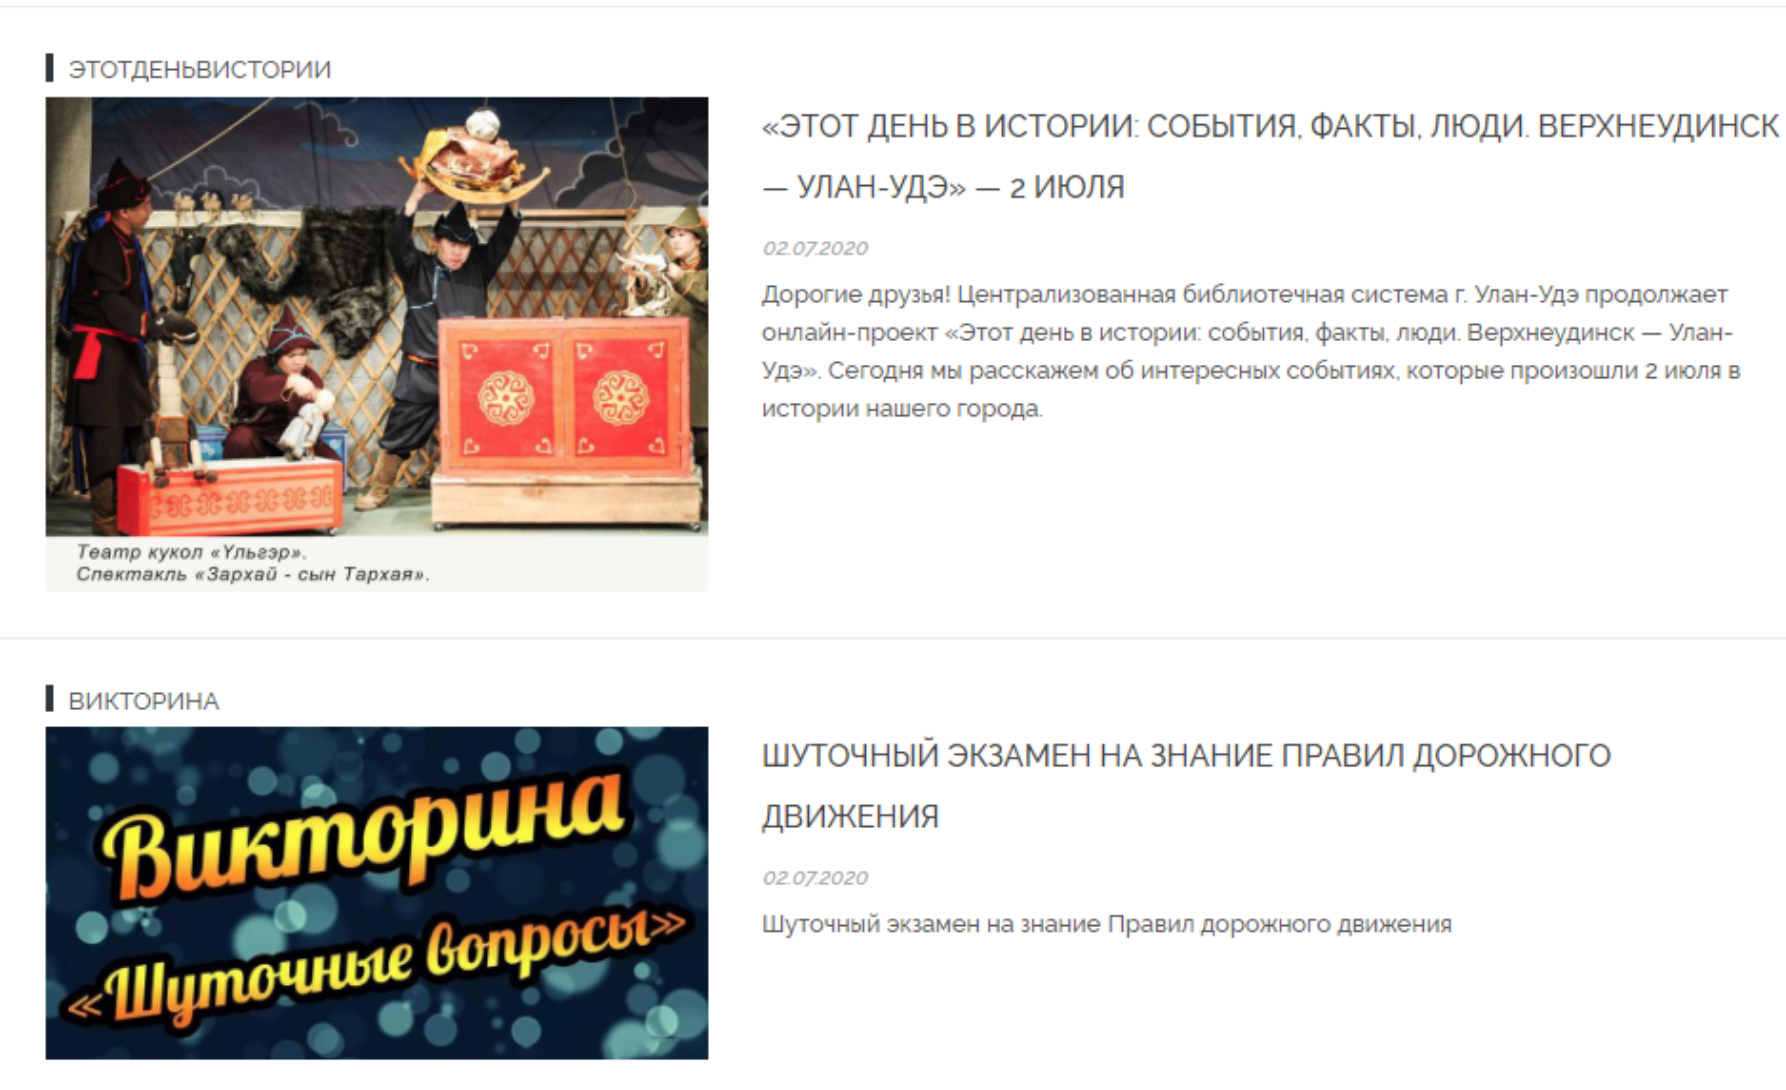 ЭТОТДЕНЬВИСТОРИИ
«ЭТОТ ДЕНЬ В ИСТОРИИ: СОБЫТИЯ, ФАКТЫ, ЛЮДИ. ВЕРХНЕУДИНСК
— УЛАН-УДЭ» — 2 ИЮЛЯ
02.07.2020
Дорогие друзья! Централизованная библиотечная система г. Улан-Удэ продолжает
онлайн-проект «Этот день в истории: события, факты, люди. Верхнеудинск — Улан-
Удэ». Сегодня мы расскажем об интересных событиях, которые произошли 2 июля в
истории нашего города.
Театр кукол «Үльгэр».
Спектакль «Зархай - сын Тархая».
ВИКТОРИНА
Викторина
«Шуточные вопросы»
ШУТОЧНЫЙ ЭКЗАМЕН НА ЗНАНИЕ ПРАВИЛ ДОРОЖНОГО
ДВИЖЕНИЯ
02.07.2020
Шуточный экзамен на знание Правил дорожного движения